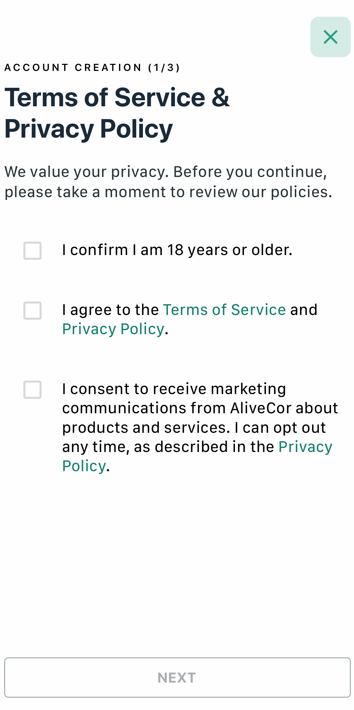 ACCOUNT CREATION (1/3)
Terms of Service &
Privacy Policy
We value your privacy. Before you continue,
please take a moment to review our policies.
I confirm I am 18 years or older.
I agree to the Terms of Service and
Privacy Policy.
I consent to receive marketing
communications from AliveCor about
products and services. I can opt out
any time, as described in the Privacy
Policy.
NEXT